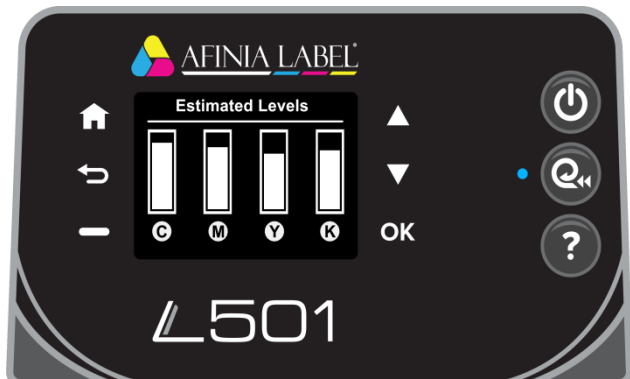 AFINIA LABEL®
Estimated Levels
C M Y K
OK
?
L501